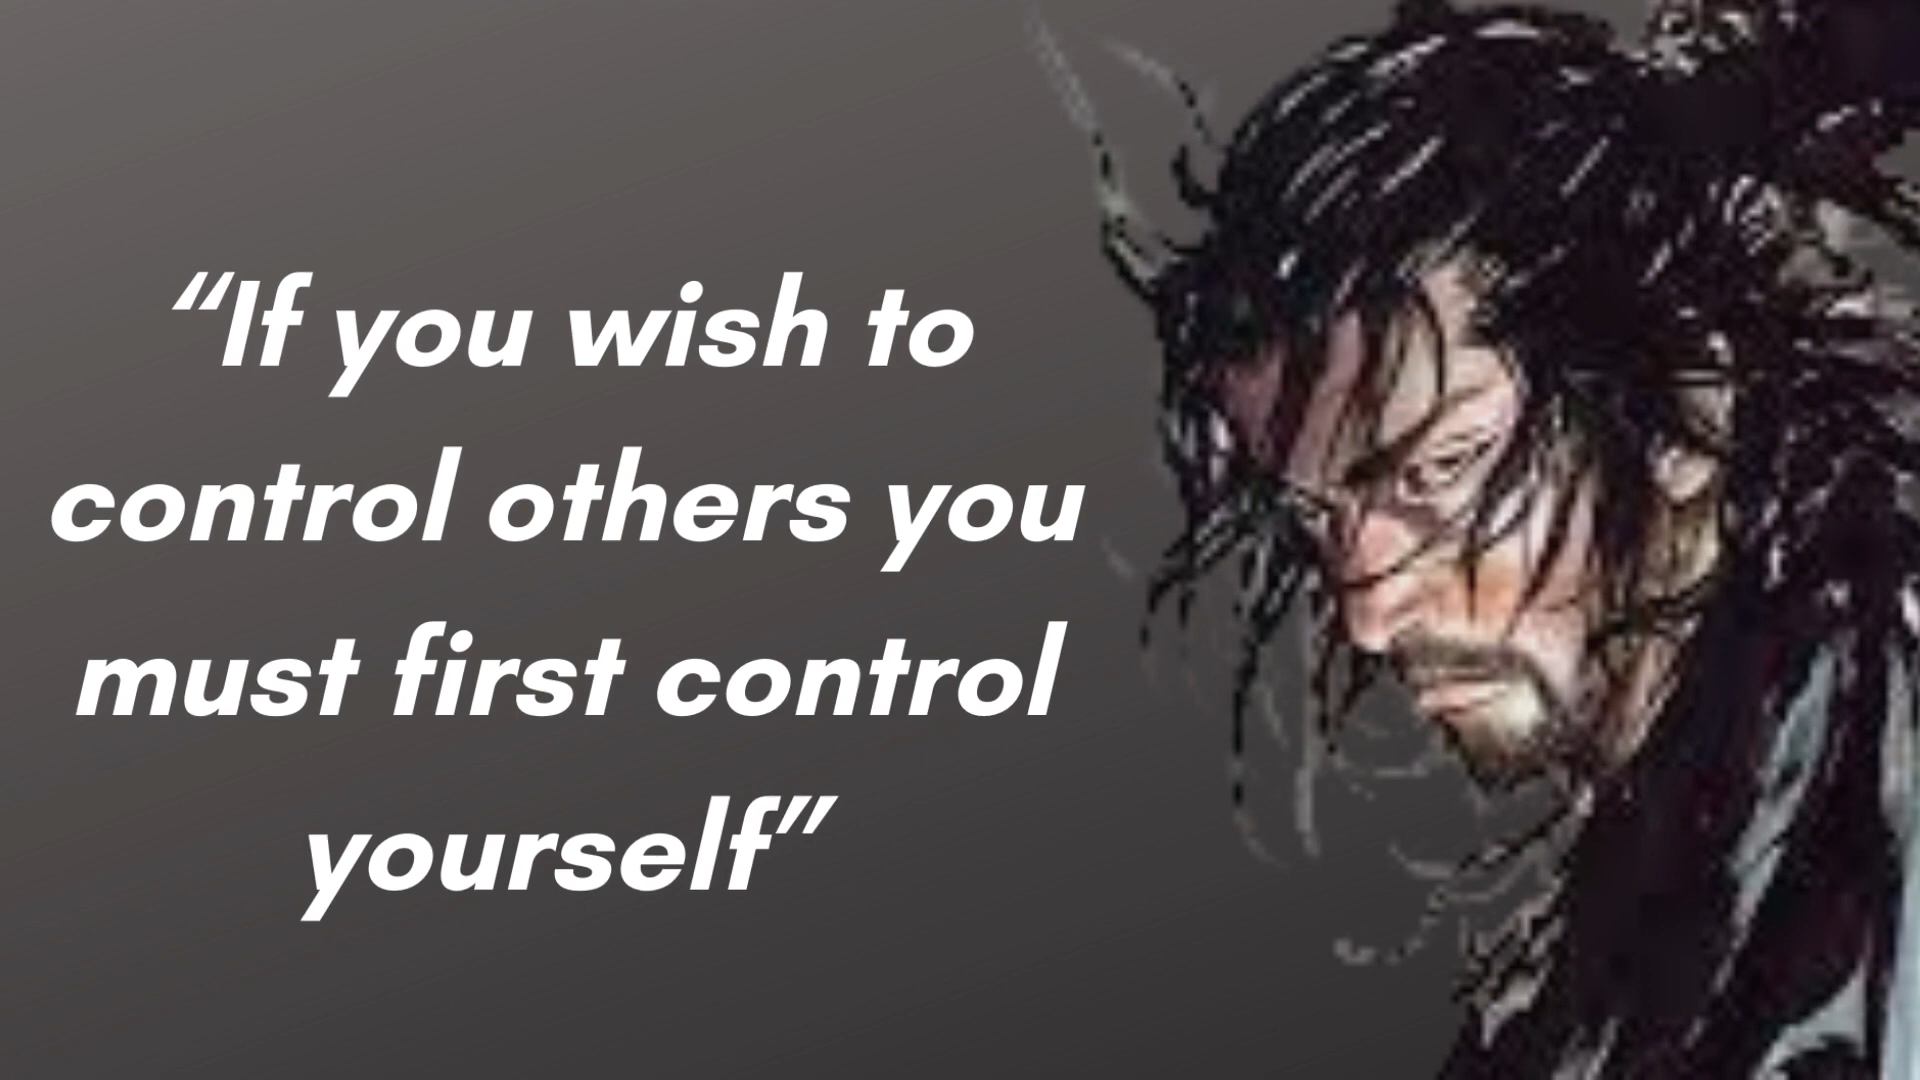 “If you wish to
control others you
must first control
yourself”